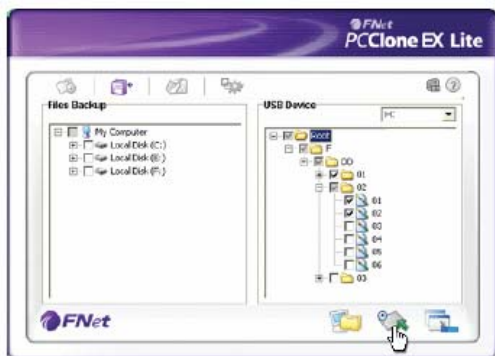 FNet
PCClone EX Lite
Files Backup
My Computer
Local Disk (C:)
Local Disk (E:)
Local Disk (F:)
USB Device
PC
Root
F
DD
01
02
01
02
03
04
05
06
03
FNet